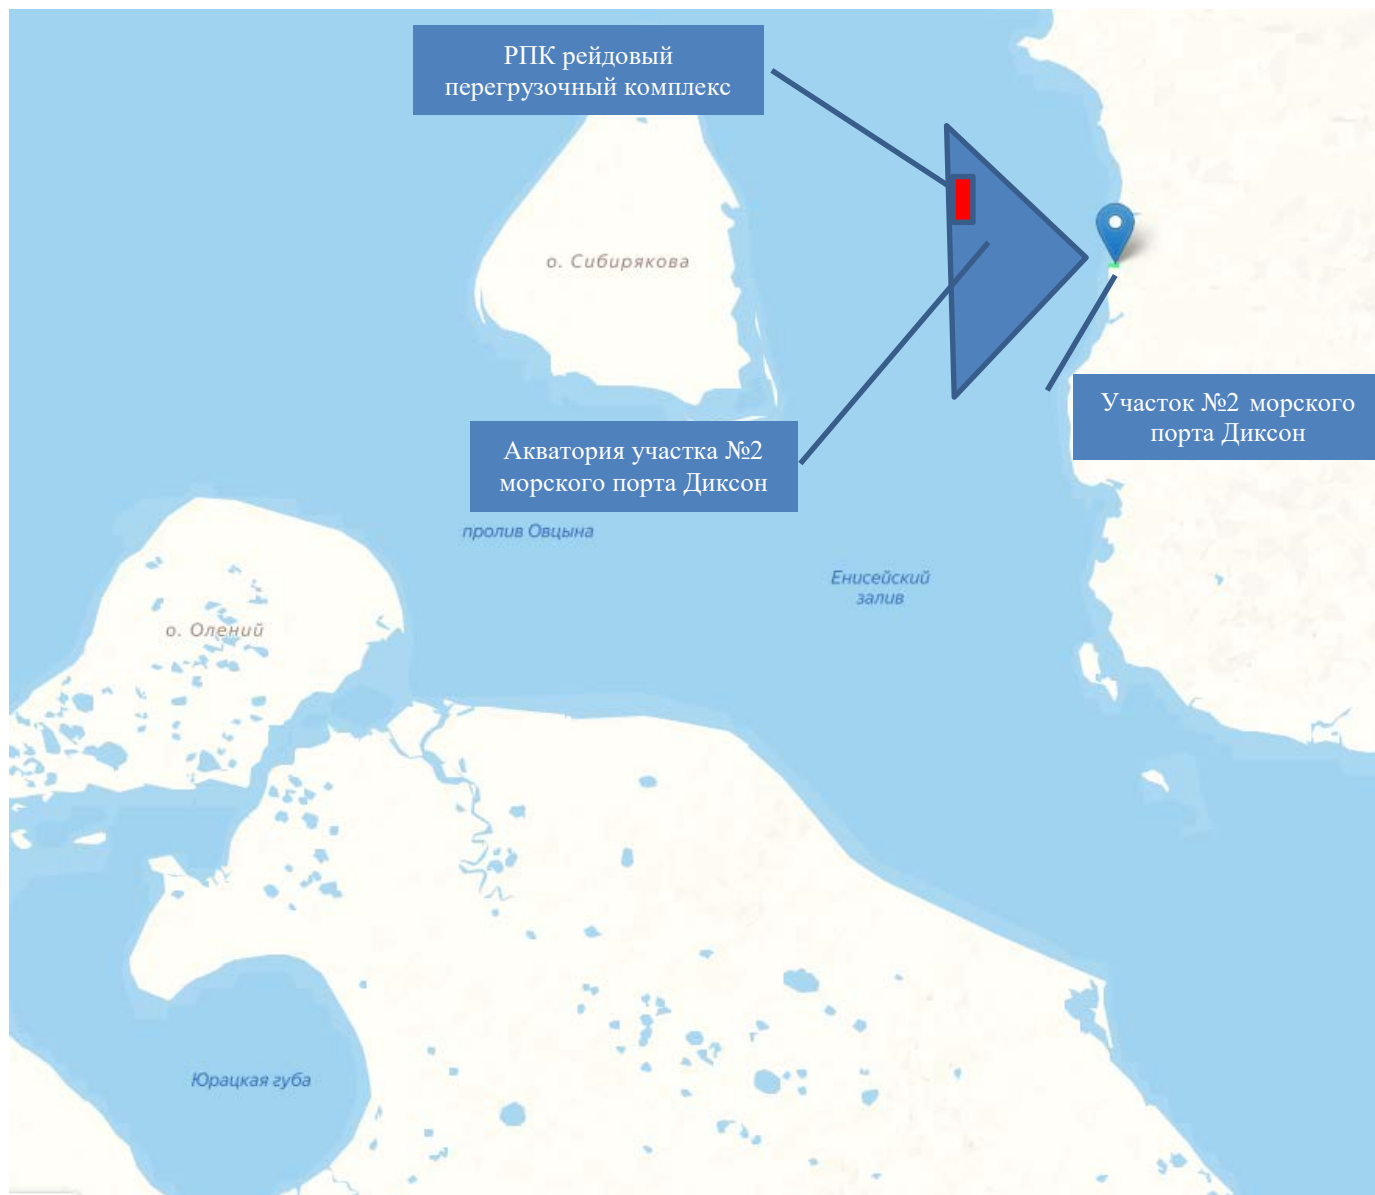 РПК рейдовый
перегрузочный комплекс
о. Сибирякова
Участок №2 морского
порта Диксон
Акватория участка №2
морского порта Диксон
пролив Овцына
Енисейский
залив
о. Олений
Юрацкая губа